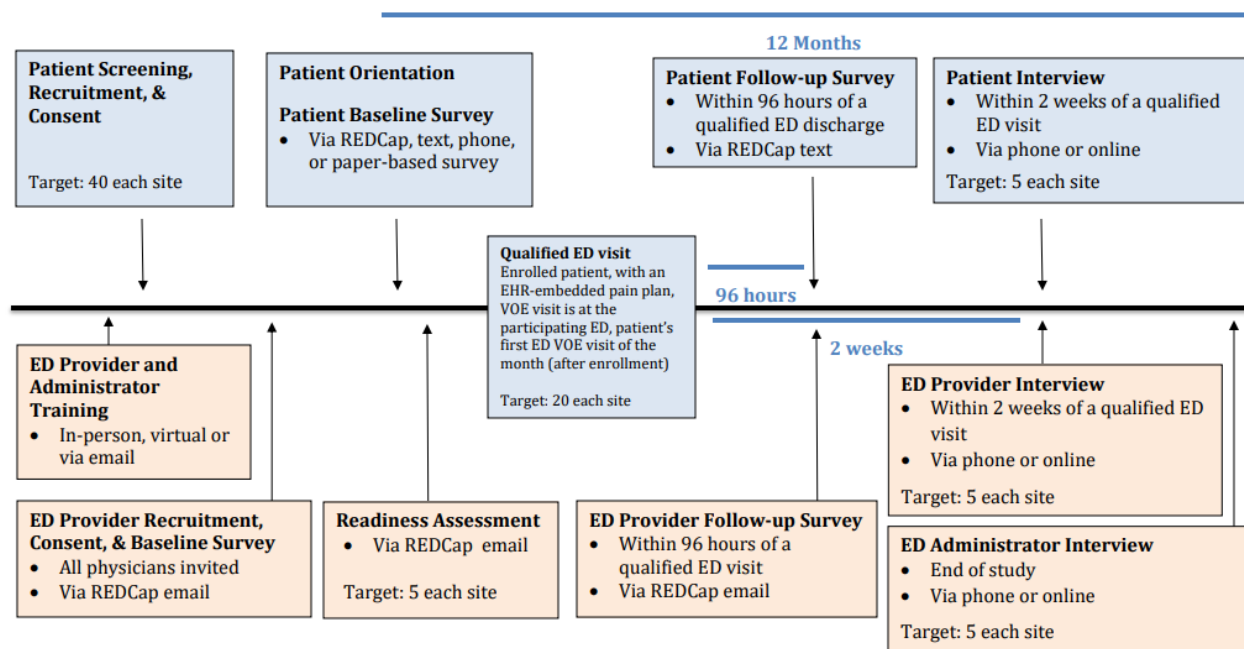 12 Months
Patient Screening,
Recruitment, &
Consent
Target: 40 each site
Patient Orientation
Patient Baseline Survey
• Via REDCap, text, phone,
or paper-based survey
Patient Follow-up Survey
• Within 96 hours of a
qualified ED discharge
• Via REDCap text
Patient Interview
• Within 2 weeks of a qualified
ED visit
• Via phone or online
Target: 5 each site
Qualified ED visit
Enrolled patient, with an
EHR-embedded pain plan,
VOE visit is at the
participating ED, patient's
first ED VOE visit of the
month (after enrollment)
Target: 20 each site
96 hours
2 weeks
ED Provider and
Administrator
Training
• In-person, virtual or
via email
ED Provider Recruitment,
Consent, & Baseline Survey
• All physicians invited
• Via REDCap email
Readiness Assessment
• Via REDCap email
Target: 5 each site
ED Provider Follow-up Survey
• Within 96 hours of a
qualified ED visit
• Via REDCap email
ED Provider Interview
• Within 2 weeks of a qualified ED
visit
• Via phone or online
Target: 5 each site
ED Administrator Interview
• End of study
• Via phone or online
Target: 5 each site